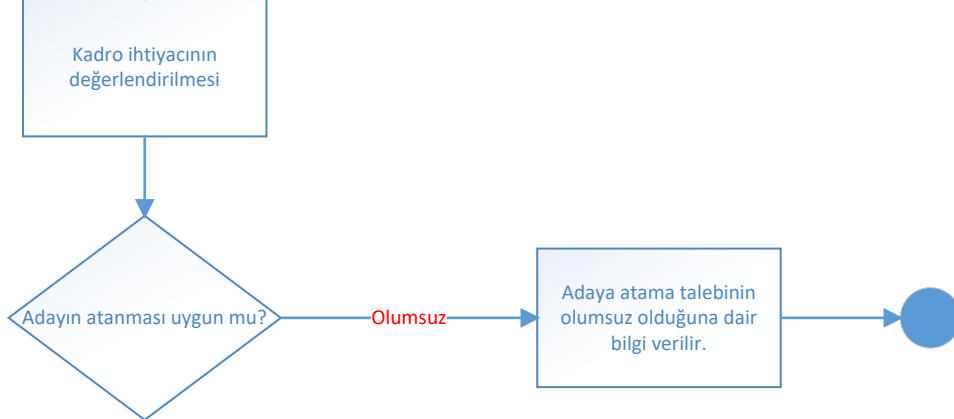 Kadro ihtiyacının
değerlendirilmesi
Adayın atanması uygun mu?
Olumsuz
Adaya atama talebinin
olumsuz olduğuna dair
bilgi verilir.